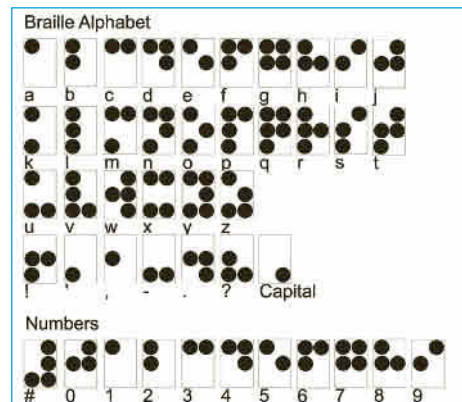 Braille Alphabet
a b c d e f g h i j
k l m n o p q r s t
u v w x y z
! ' , - . ? Capital
Numbers
# 0 1 2 3 4 5 6 7 8 9